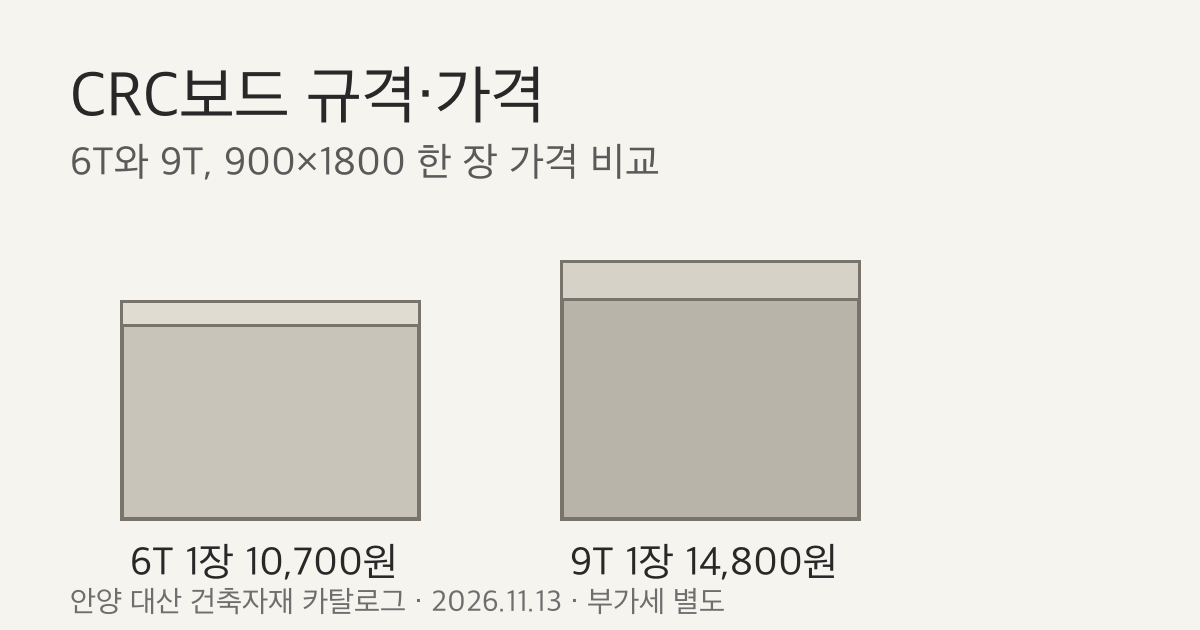 CRC보드 규격·가격
6T와 9T, 900×1800 한 장 가격 비교
6T 1장 10,700원
9T 1장 14,800원
안양 대산 건축자재 카탈로그 · 2026.11.13 · 부가세 별도